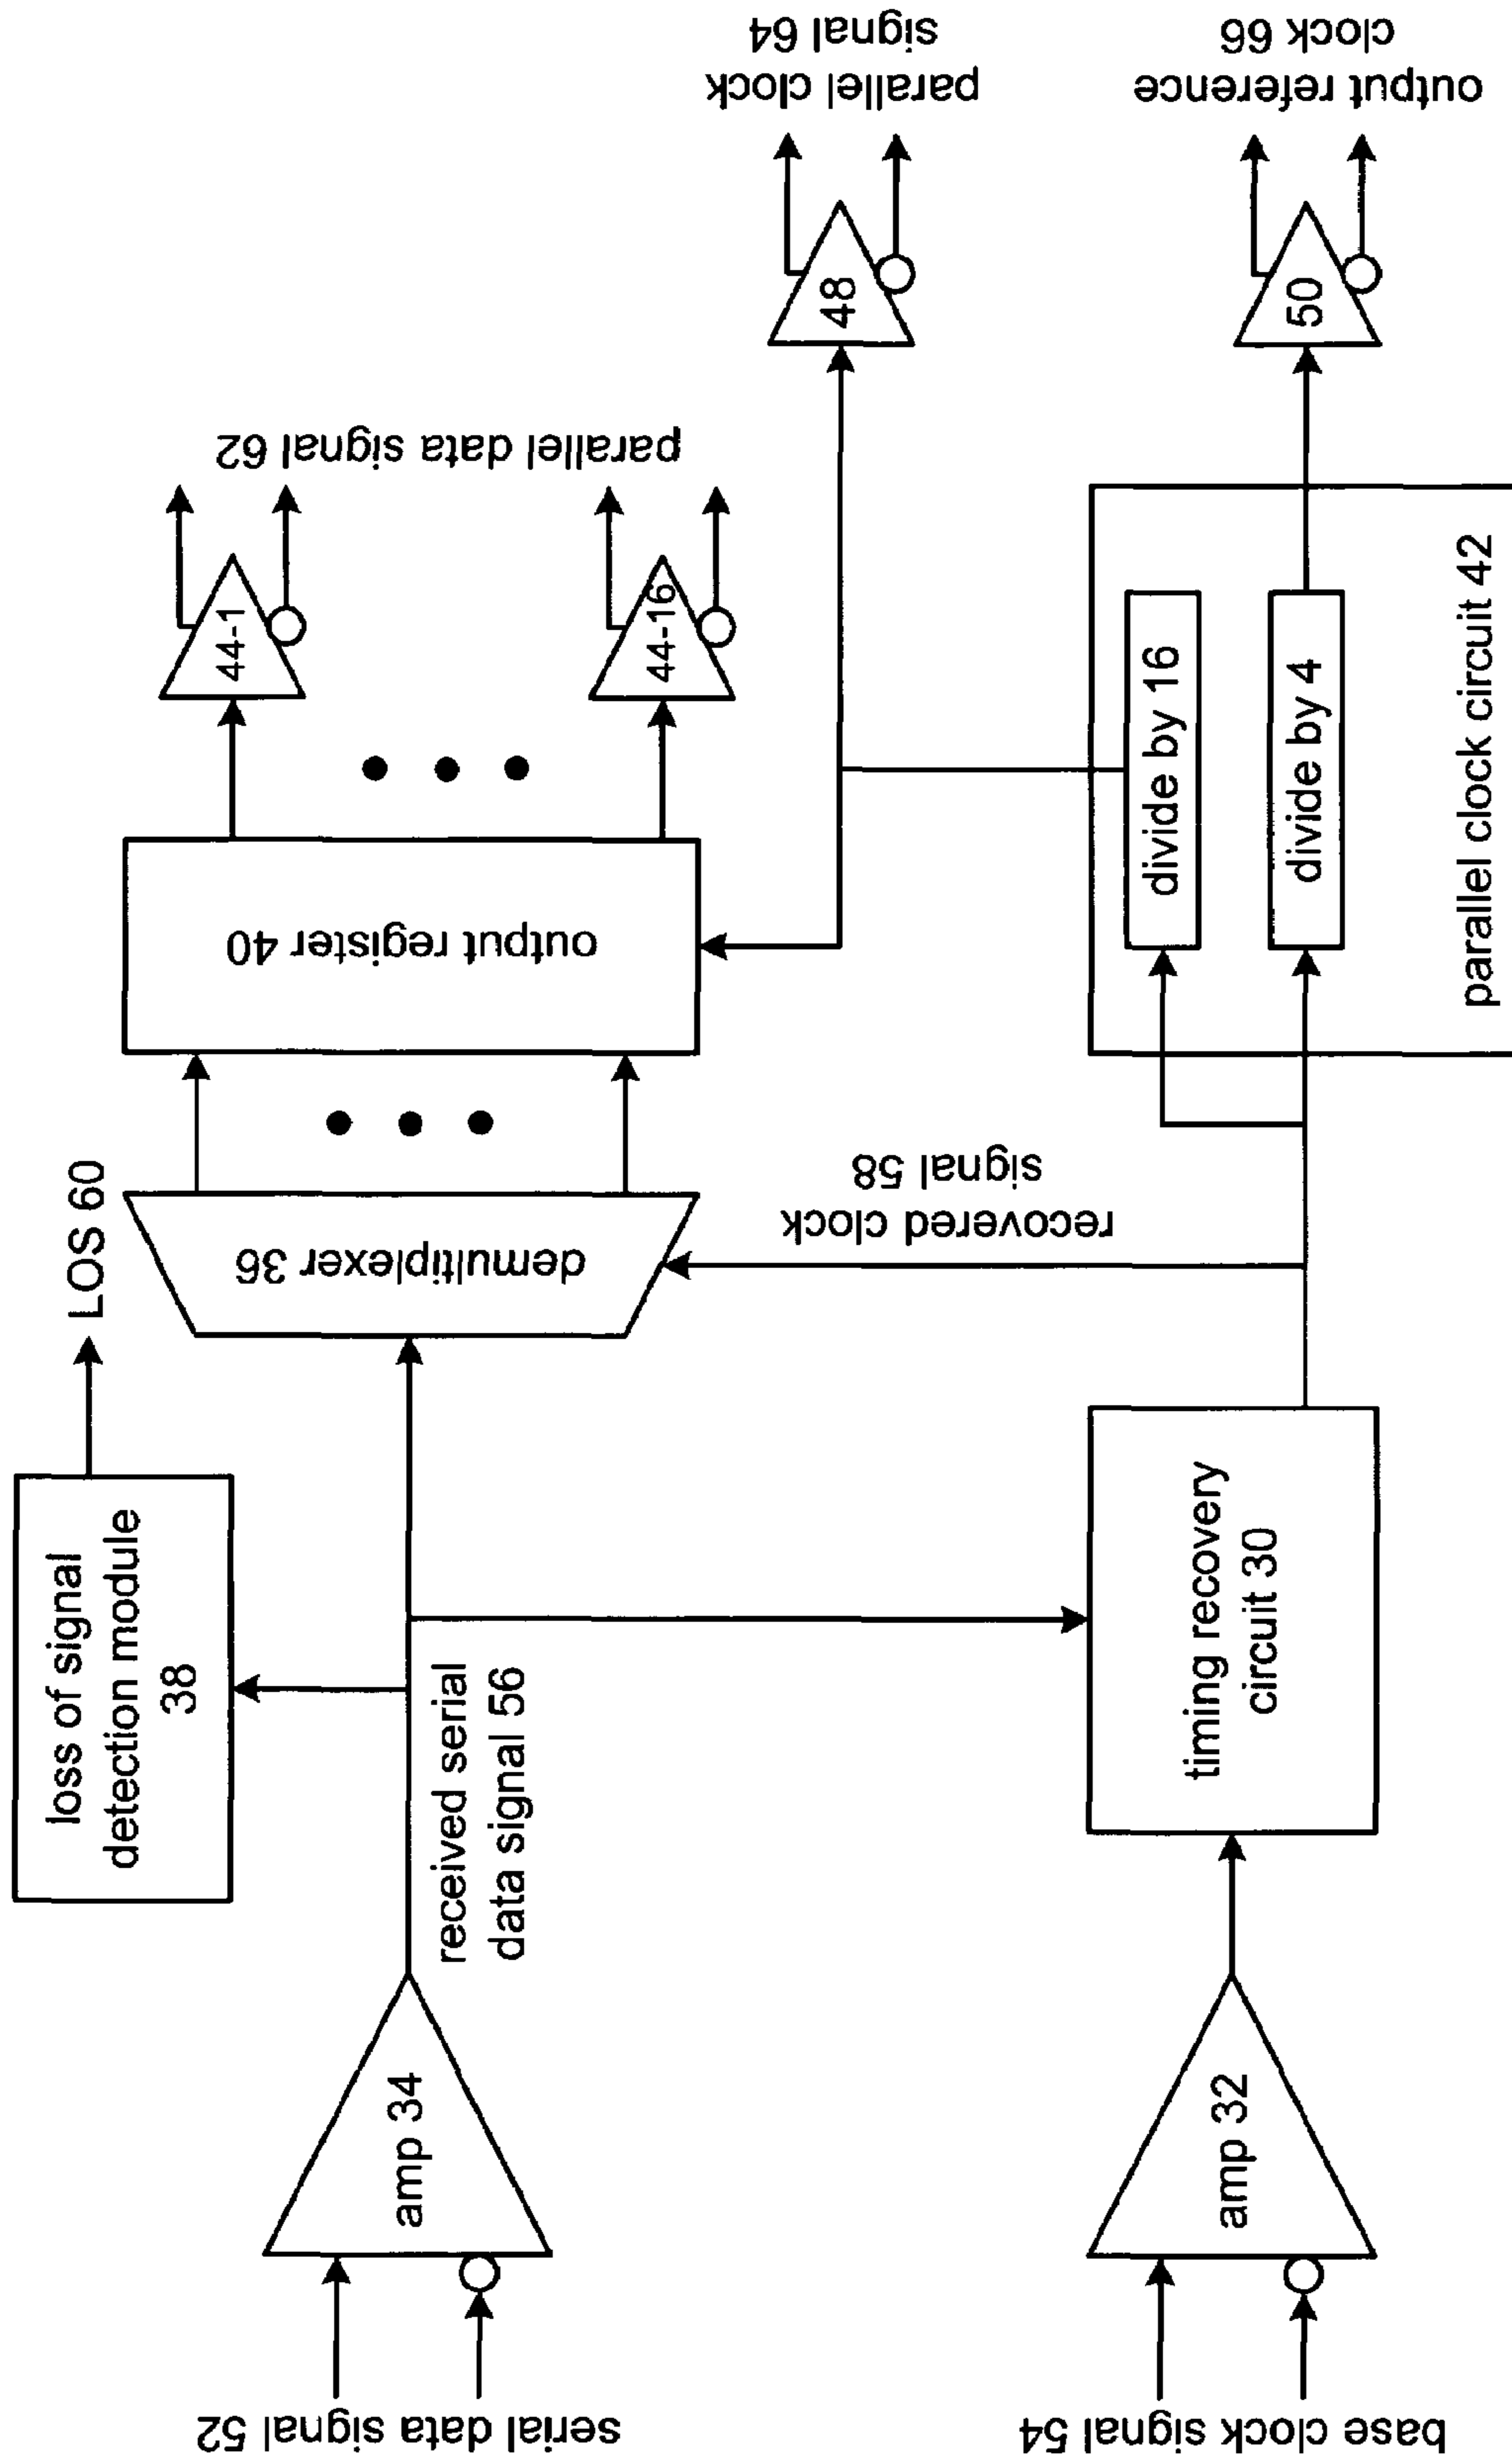 serial data signal 52
amp 34
received serial
data signal 56
loss of signal
detection module
38
LOS 60
demultiplexer 36
output register 40
44-1
44-16
parallel data signal 62
base clock signal 54
amp 32
timing recovery
circuit 30
recovered clock
signal 58
divide by 16
divide by 4
parallel clock circuit 42
48
parallel clock
signal 64
50
output reference
clock 66